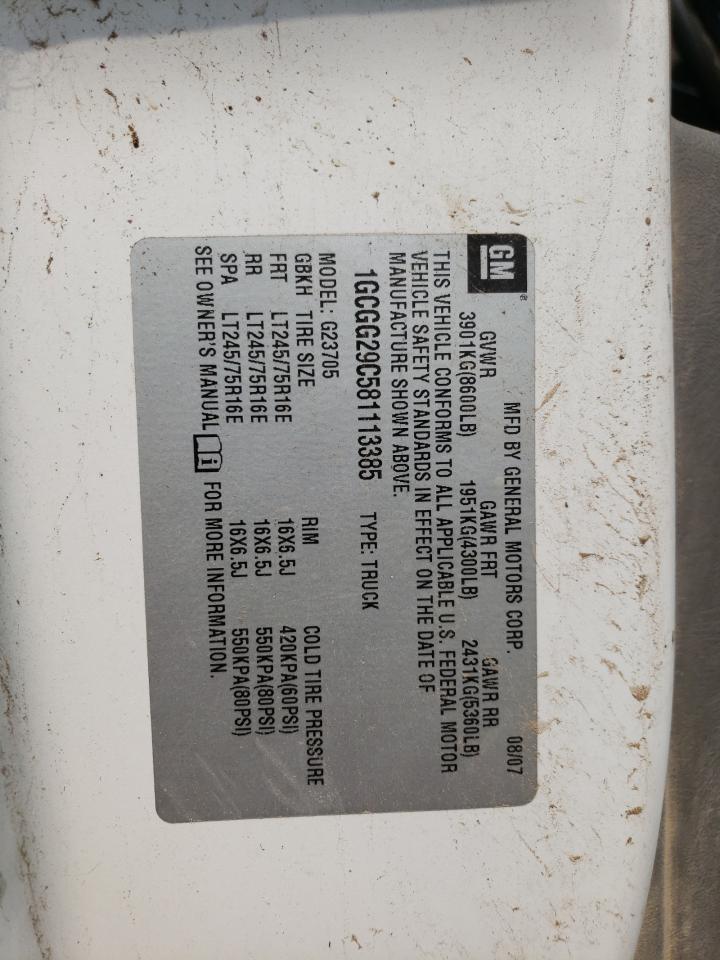 GM®
MFD BY GENERAL MOTORS CORP. 08/07
GVWR GAWR FRT GAWR RR
3901KG(8600LB) 1951KG(4300LB) 2431KG(5360LB)
THIS VEHICLE CONFORMS TO ALL APPLICABLE U.S. FEDERAL MOTOR
VEHICLE SAFETY STANDARDS IN EFFECT ON THE DATE OF
MANUFACTURE SHOWN ABOVE.
1GCGG29C581113385 TYPE: TRUCK
MODEL: G23705
GBKH TIRE SIZE RIM COLD TIRE PRESSURE
FRT LT245/75R16E 16X6.5J 420KPA(60PSI)
RR LT245/75R16E 16X6.5J 550KPA(80PSI)
SPA LT245/75R16E 16X6.5J 550KPA(80PSI)
SEE OWNER'S MANUAL i FOR MORE INFORMATION.